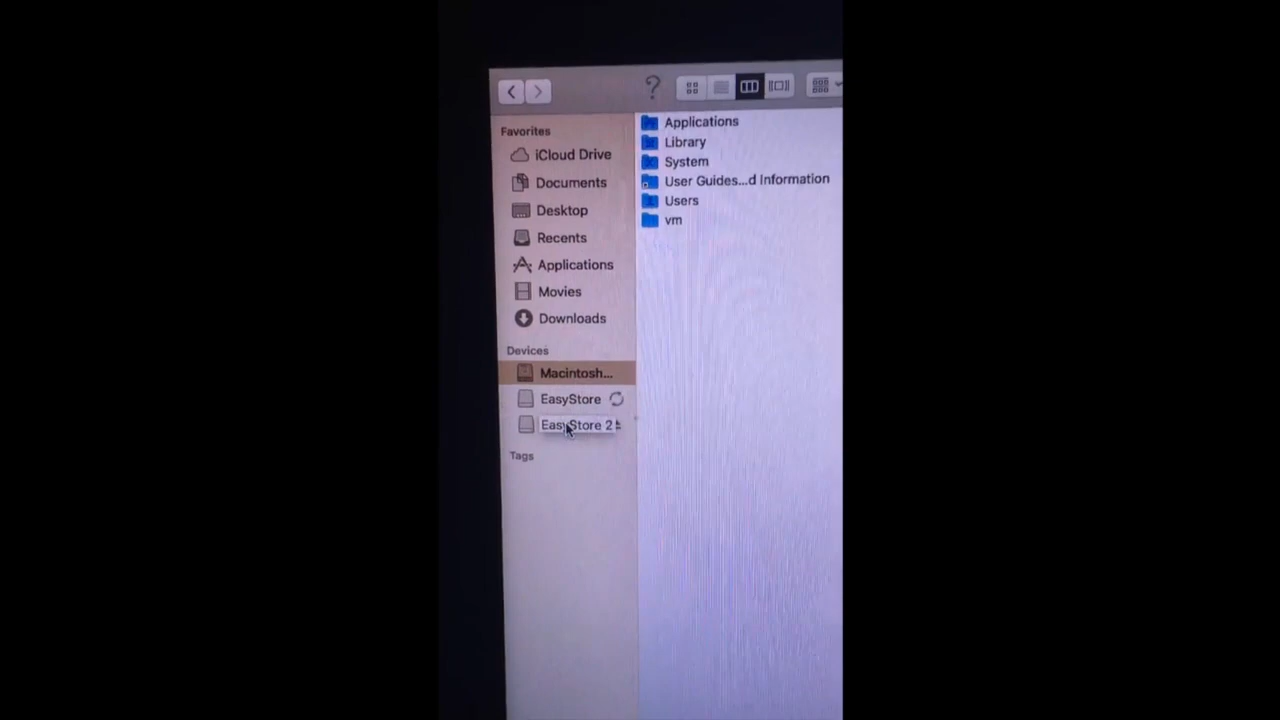 ?
Favorites
iCloud Drive
Documents
Desktop
Recents
Applications
Movies
Downloads
Devices
Macintosh...
EasyStore
EasyStore 2
Tags
Applications
Library
System
User Guides...d Information
Users
vm